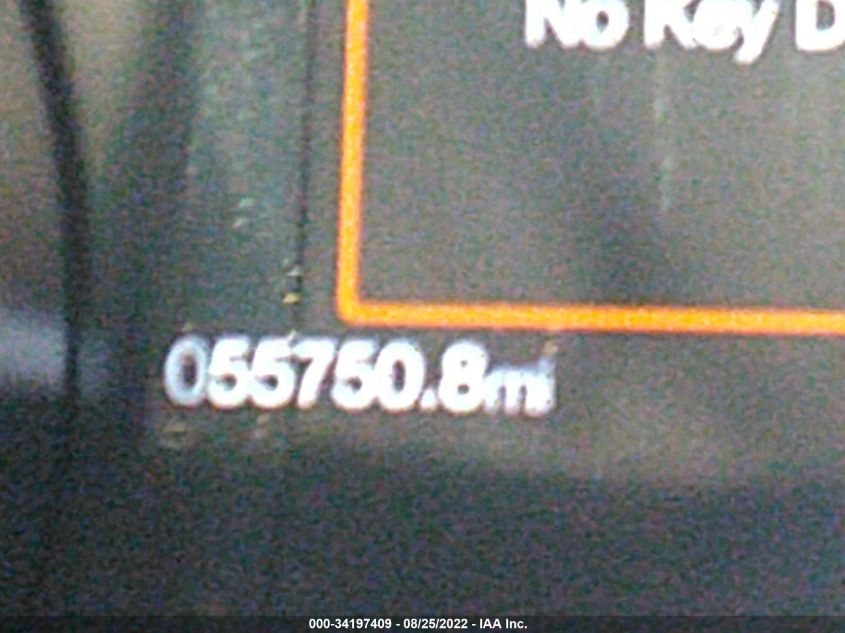 No Key D
055750.8mi
000-34197409 - 08/25/2022 - IAA Inc.